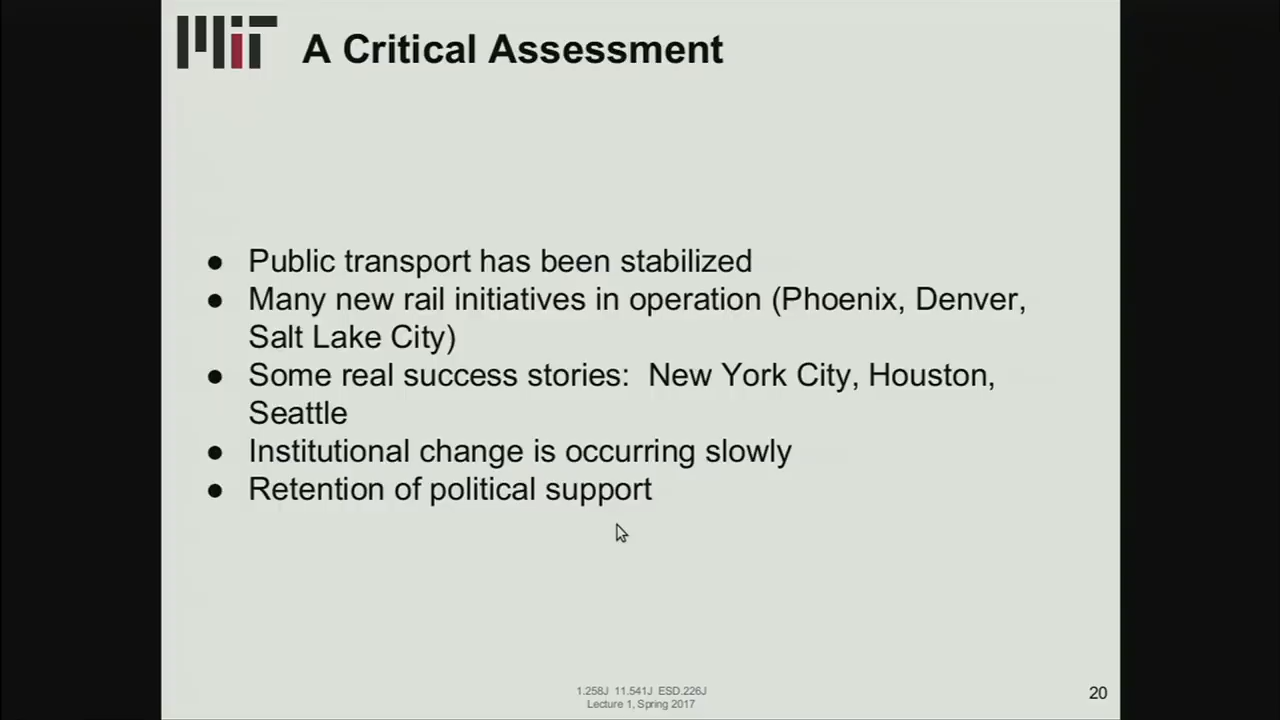 MIT
A Critical Assessment
● Public transport has been stabilized
● Many new rail initiatives in operation (Phoenix, Denver,
Salt Lake City)
● Some real success stories:  New York City, Houston,
Seattle
● Institutional change is occurring slowly
● Retention of political support
1.258J 11.541J ESD.226J
Lecture 1, Spring 2017
20